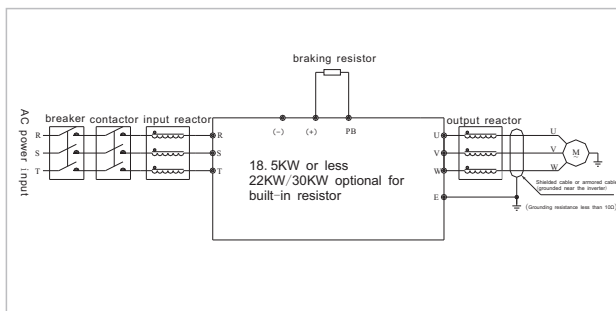 braking resistor
AC power input
breaker contactor input reactor
output reactor
(-) (+) PB
R R
S S
T T
U U
V V
W W
M
~
E
18.5KW or less
22KW/30KW optional for
built-in resistor
Shielded cable or armored cable
(grounded near the inverter)
(Grounding resistance less than 10Ω)